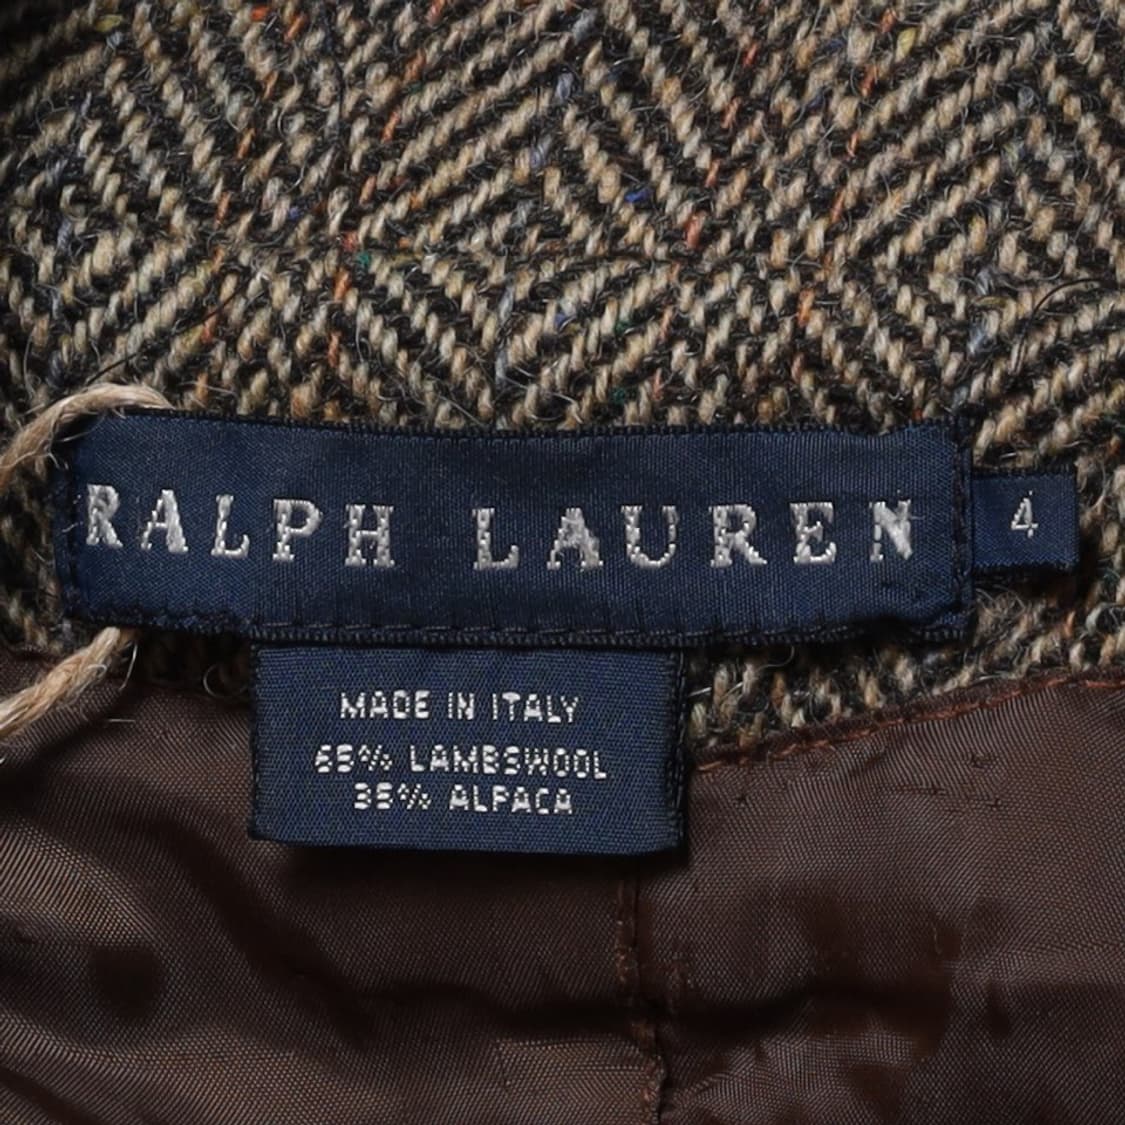 RALPH LAUREN
4
MADE IN ITALY
65% LAMBSWOOL
35% ALPACA